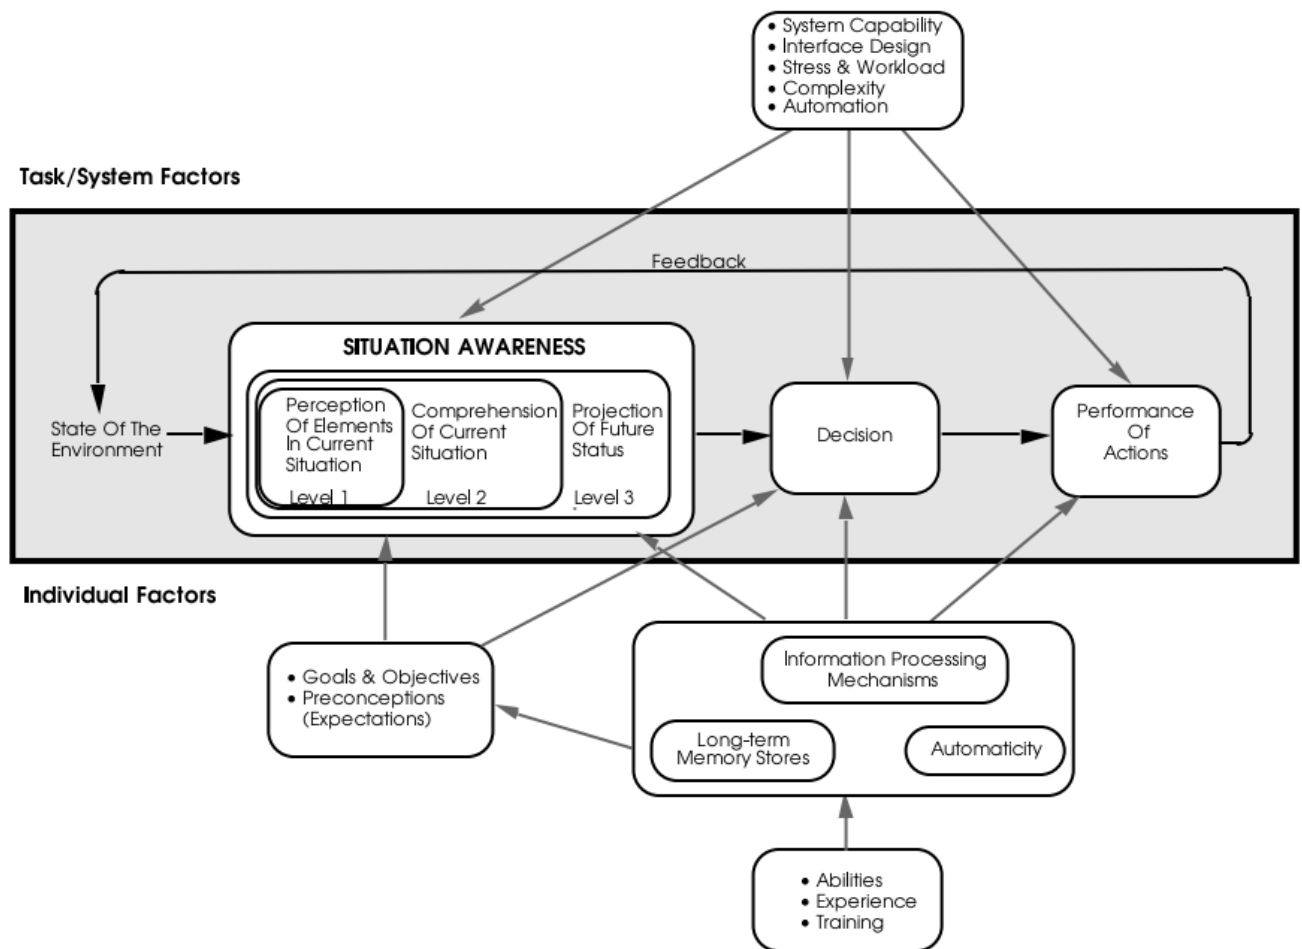 • System Capability
• Interface Design
• Stress & Workload
• Complexity
• Automation
Task/System Factors
Feedback
SITUATION AWARENESS
Perception
Of Elements
In Current
Situation
Level 1
Comprehension
Of Current
Situation
Level 2
Projection
Of Future
Status
Level 3
State Of The
Environment
Decision
Performance
Of
Actions
Individual Factors
• Goals & Objectives
• Preconceptions
(Expectations)
Information Processing
Mechanisms
Long-term
Memory Stores
Automaticity
• Abilities
• Experience
• Training